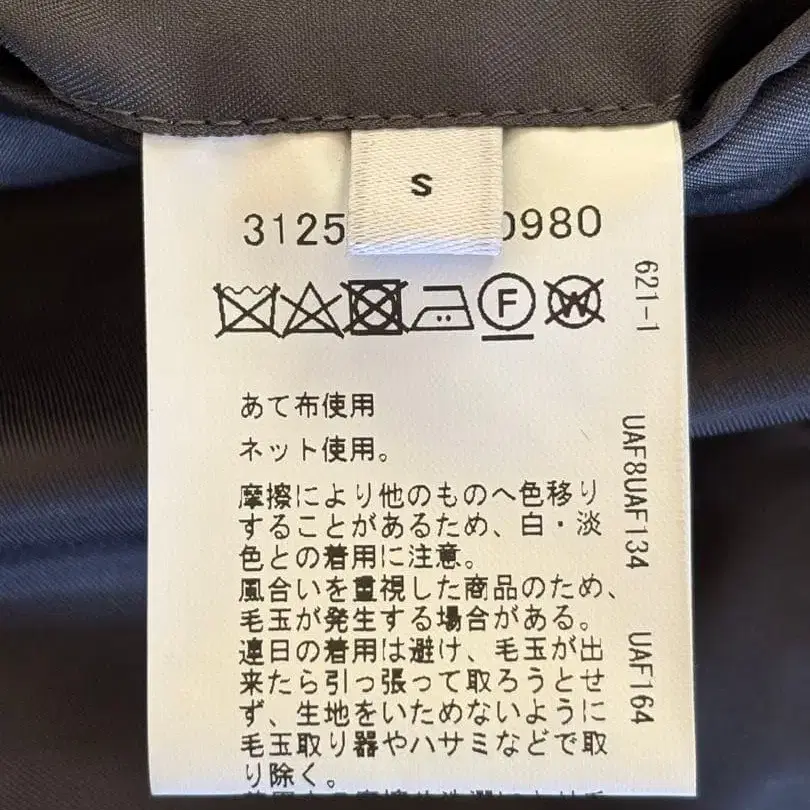 S
3125 0980
F W
あて布使用
ネット使用。
摩擦により他のものへ色移り
することがあるため、白・淡
色との着用に注意。
風合いを重視した商品のため、
毛玉が発生する場合がある。
連日の着用は避け、毛玉が出
来たら引っ張って取ろうとせ
ず、生地をいためないように
毛玉取り器やハサミなどで取
り除く。
621-1
UAF8UAF134
UAF164